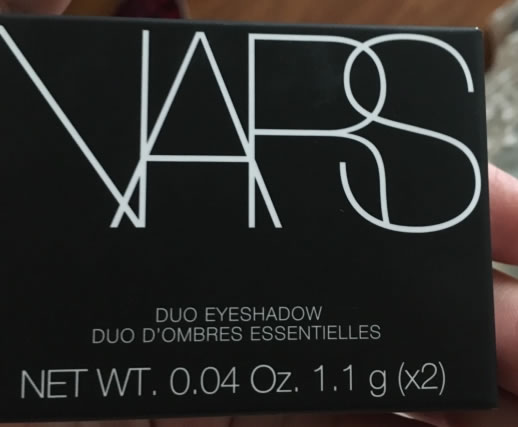 NARS
DUO EYESHADOW
DUO D'OMBRES ESSENTIELLES
NET WT. 0.04 Oz. 1.1 g (x2)